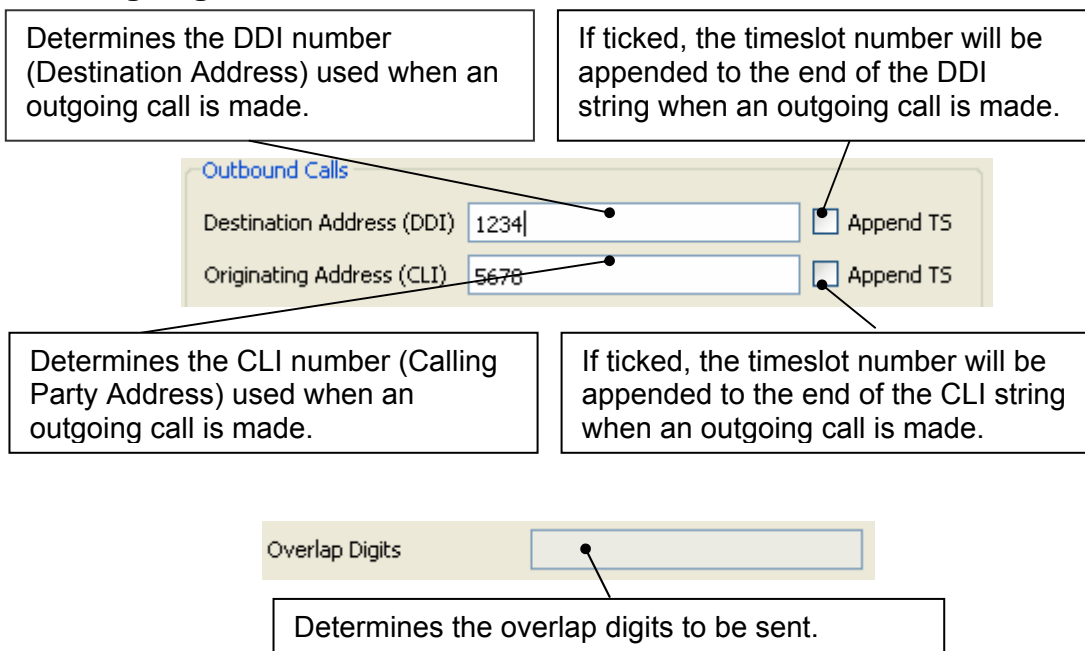 Determines the DDI number
(Destination Address) used when an
outgoing call is made.
If ticked, the timeslot number will be
appended to the end of the DDI
string when an outgoing call is made.
Outbound Calls
Destination Address (DDI) 1234 Append TS
Originating Address (CLI) 5678 Append TS
Determines the CLI number (Calling
Party Address) used when an
outgoing call is made.
If ticked, the timeslot number will be
appended to the end of the CLI string
when an outgoing call is made.
Overlap Digits
Determines the overlap digits to be sent.